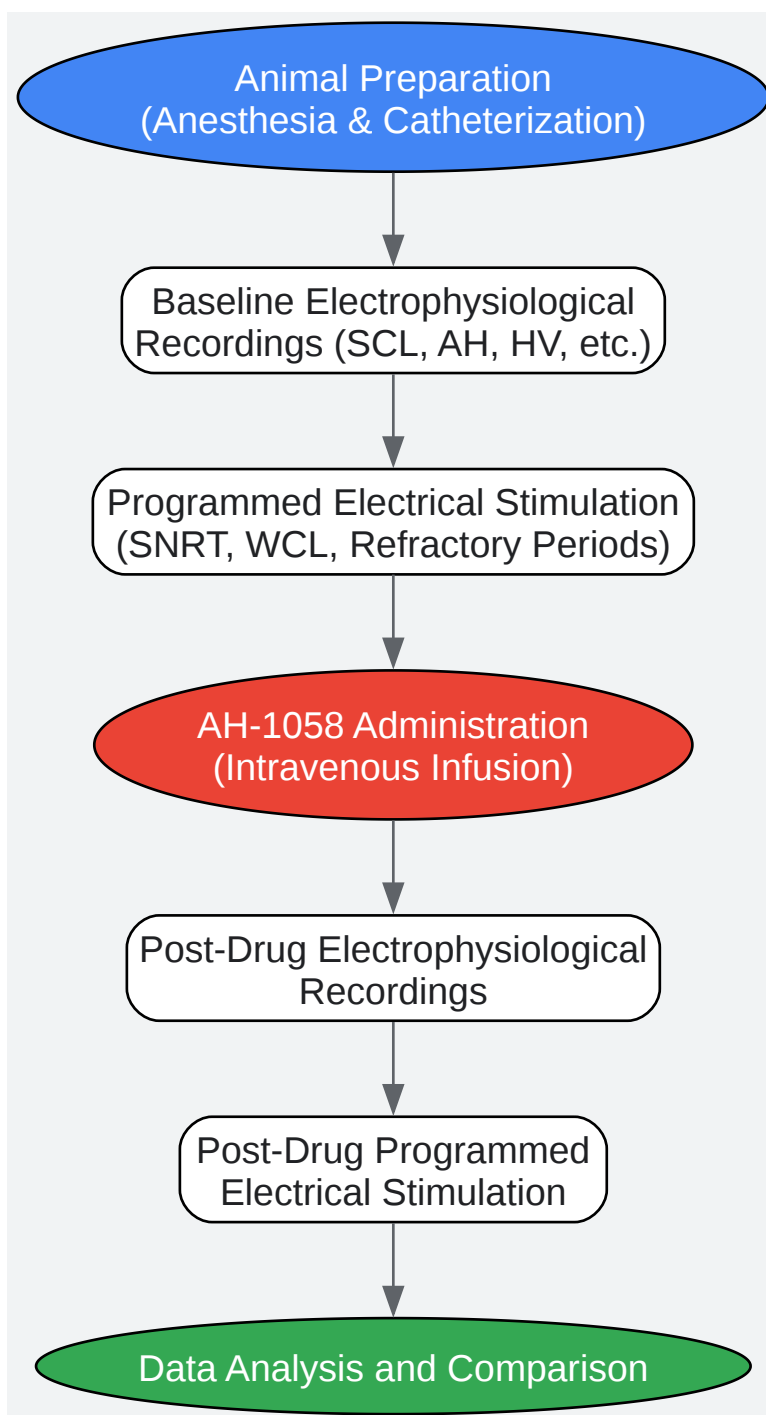 Animal Preparation
(Anesthesia & Catheterization)
Baseline Electrophysiological
Recordings (SCL, AH, HV, etc.)
Programmed Electrical Stimulation
(SNRT, WCL, Refractory Periods)
AH-1058 Administration
(Intravenous Infusion)
Post-Drug Electrophysiological
Recordings
Post-Drug Programmed
Electrical Stimulation
Data Analysis and Comparison